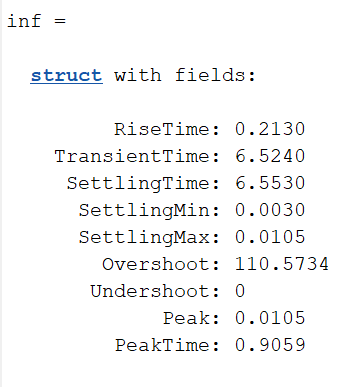 inf =
struct with fields:
RiseTime: 0.2130
TransientTime: 6.5240
SettlingTime: 6.5530
SettlingMin: 0.0030
SettlingMax: 0.0105
Overshoot: 110.5734
Undershoot: 0
Peak: 0.0105
PeakTime: 0.9059